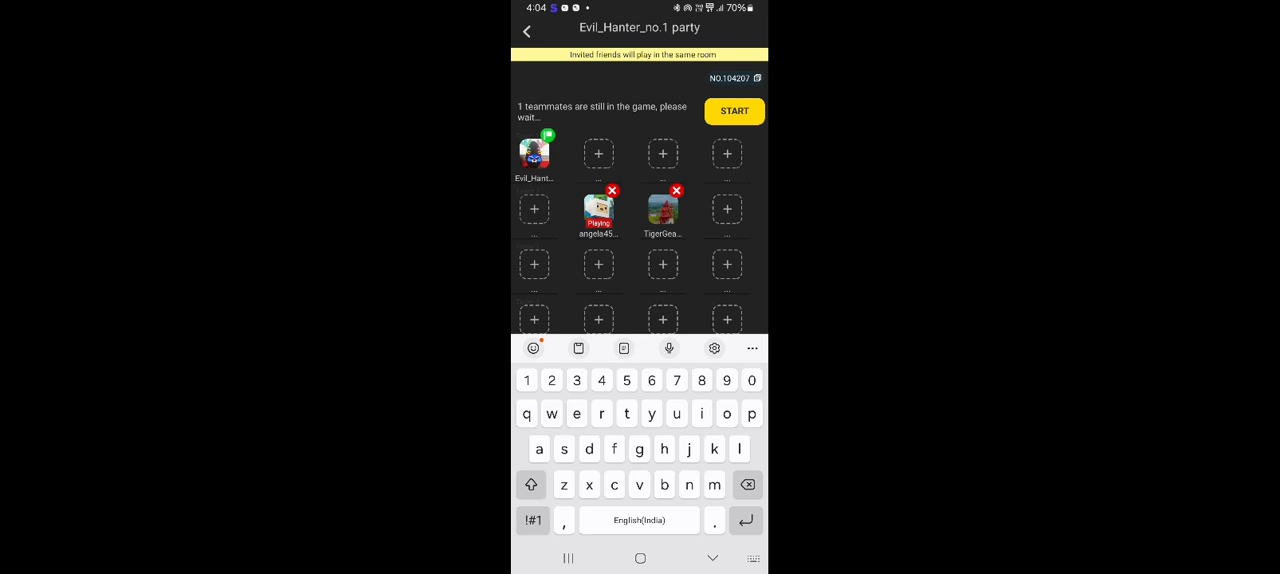 4:04 S 70%
Evil_Hanter_no.1 party
Invited friends will play in the same room
NO.104207
1 teammates are still in the game, please
wait...
START
+ + +
Evil_Hant... ... ... ...
+ +
Playing
... angela45... TigerGea... ...
+ + + +
... ... ... ...
+ + + +
1 2 3 4 5 6 7 8 9 0
q w e r t y u i o p
a s d f g h j k l
z x c v b n m
!#1 , English(India) .